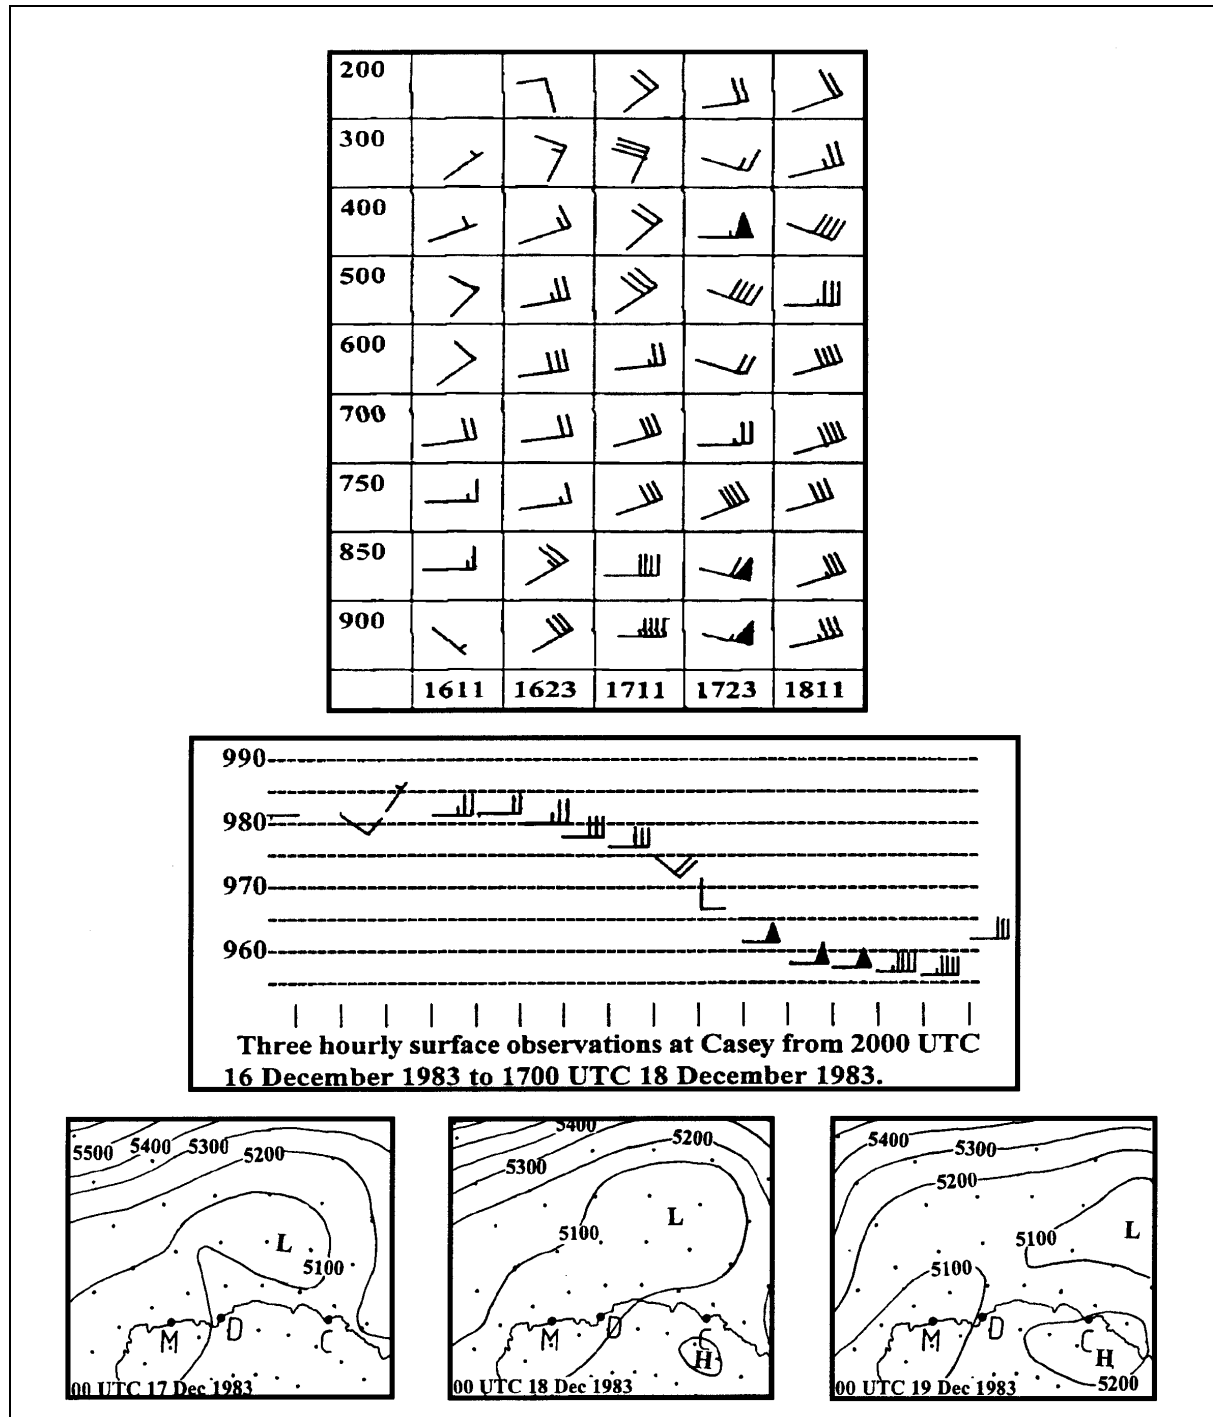 200
300
400
500
600
700
750
850
900
1611 1623 1711 1723 1811
990
980
970
960
Three hourly surface observations at Casey from 2000 UTC
16 December 1983 to 1700 UTC 18 December 1983.
5500 5400 5300 5200
L
5100
M D C
00 UTC 17 Dec 1983
5400 5200
5300
L
5100
M D C
H
00 UTC 18 Dec 1983
5400 5300
5200
L
5100
5100
M D C
H
5200
00 UTC 19 Dec 1983